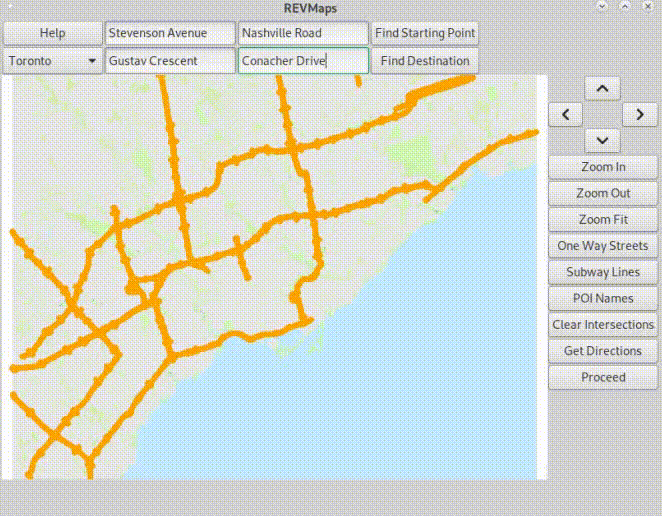 REVMaps
Help
Stevenson Avenue
Nashville Road
Find Starting Point
Toronto
Gustav Crescent
Conacher Drive
Find Destination
Zoom In
Zoom Out
Zoom Fit
One Way Streets
Subway Lines
POI Names
Clear Intersections
Get Directions
Proceed